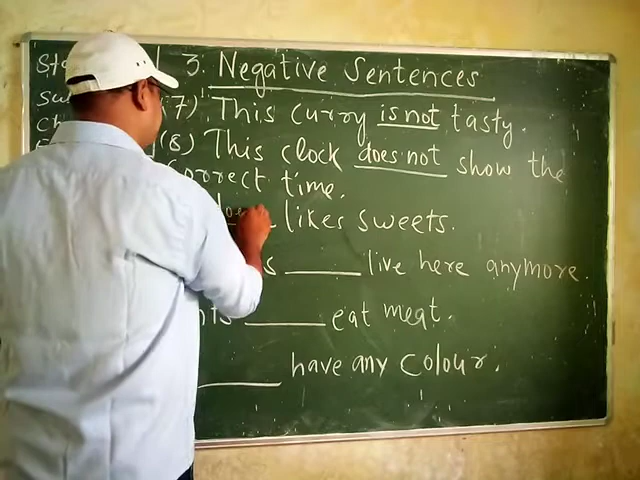 3. Negative Sentences
(7) This curry is not tasty.
(8) This clock does not show the
correct time.
likes sweets.
live here anymore.
eat meat.
have any colour.